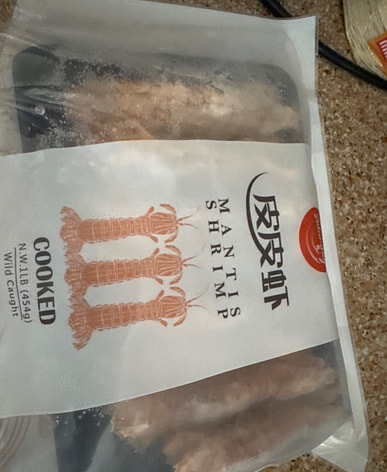 皮皮虾
MANTIS
SHRIMP
COOKED
N.W.1LB (454g)
Wild Caught